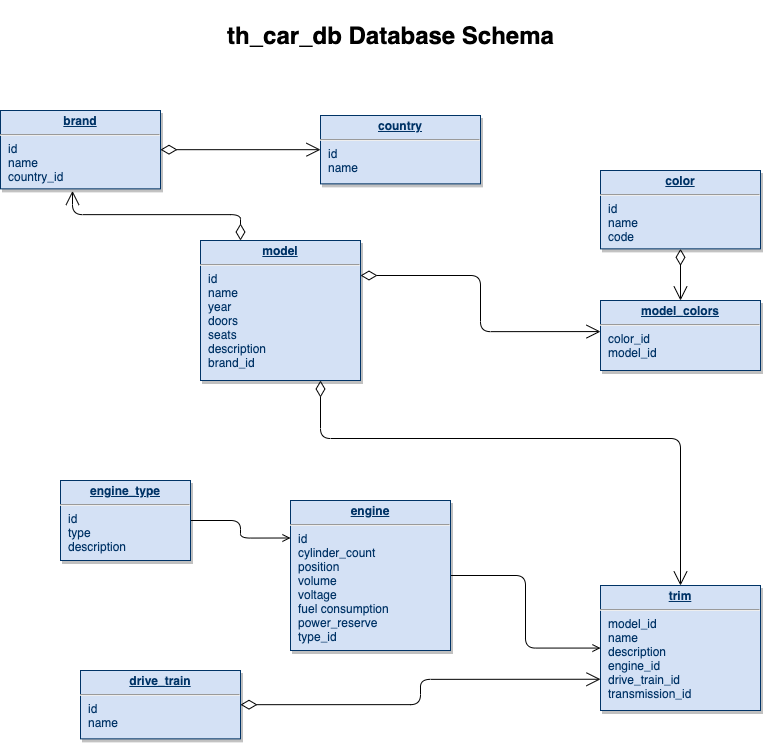 th_car_db Database Schema
brand
id
name
country_id
country
id
name
color
id
name
code
model
id
name
year
doors
seats
description
brand_id
model_colors
color_id
model_id
engine_type
id
type
description
engine
id
cylinder_count
position
volume
voltage
fuel consumption
power_reserve
type_id
trim
model_id
name
description
engine_id
drive_train_id
transmission_id
drive_train
id
name